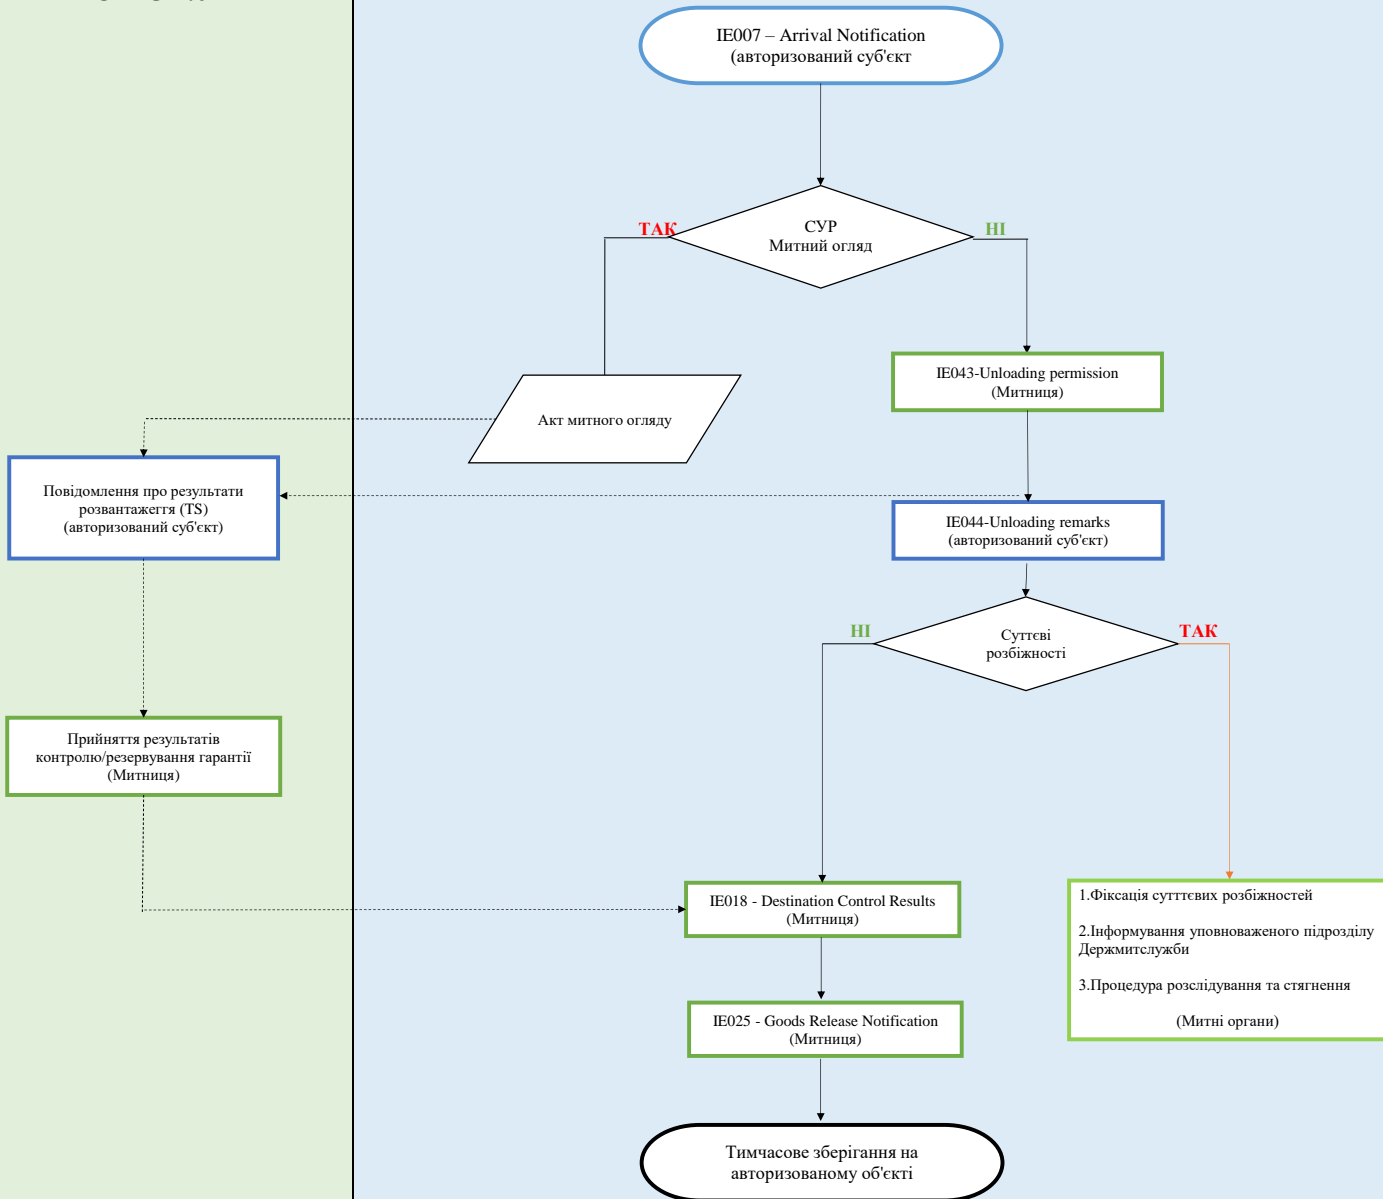 IE007 – Arrival Notification
(авторизований суб'єкт
СУР
Митний огляд
ТАК
НІ
IE043-Unloading permission
(Митниця)
Акт митного огляду
Повідомлення про результати
розвантажеггя (TS)
(авторизований суб'єкт)
IE044-Unloading remarks
(авторизований суб'єкт)
НІ
ТАК
Суттєві
розбіжності
Прийняття результатів
контролю/резервування гарантії
(Митниця)
IE018 - Destination Control Results
(Митниця)
1.Фіксація сутттєвих розбіжностей
2.Інформування уповноваженого підрозділу
Держмитслужби
3.Процедура розслідування та стягнення
(Митні органи)
IE025 - Goods Release Notification
(Митниця)
Тимчасове зберігання на
авторизованому об'єкті